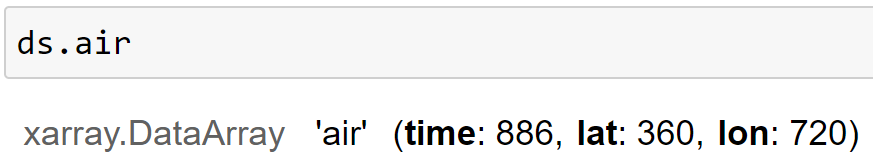 ds.air
xarray.DataArray 'air' (time: 886, lat: 360, lon: 720)